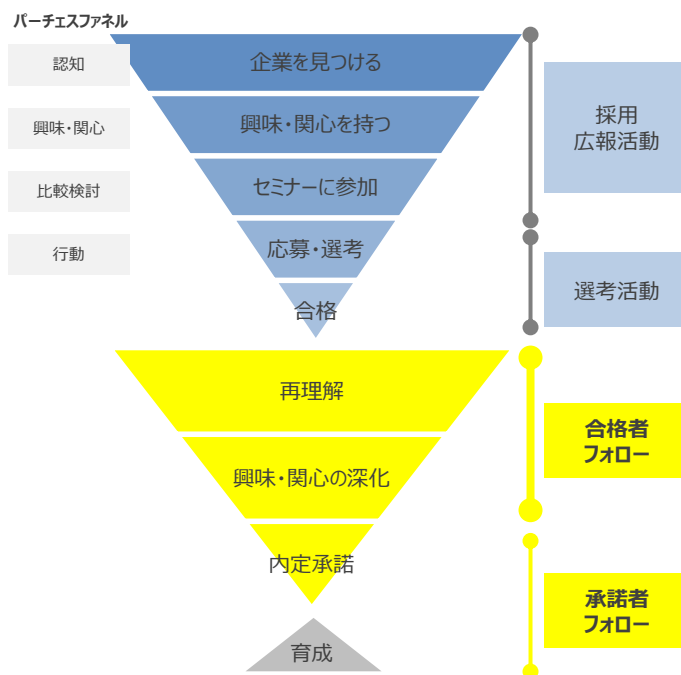 パーチェスファネル
認知
企業を見つける
興味・関心
興味・関心を持つ
採用
広報活動
比較検討
セミナーに参加
行動
応募・選考
選考活動
合格
再理解
合格者
フォロー
興味・関心の深化
内定承諾
承諾者
フォロー
育成